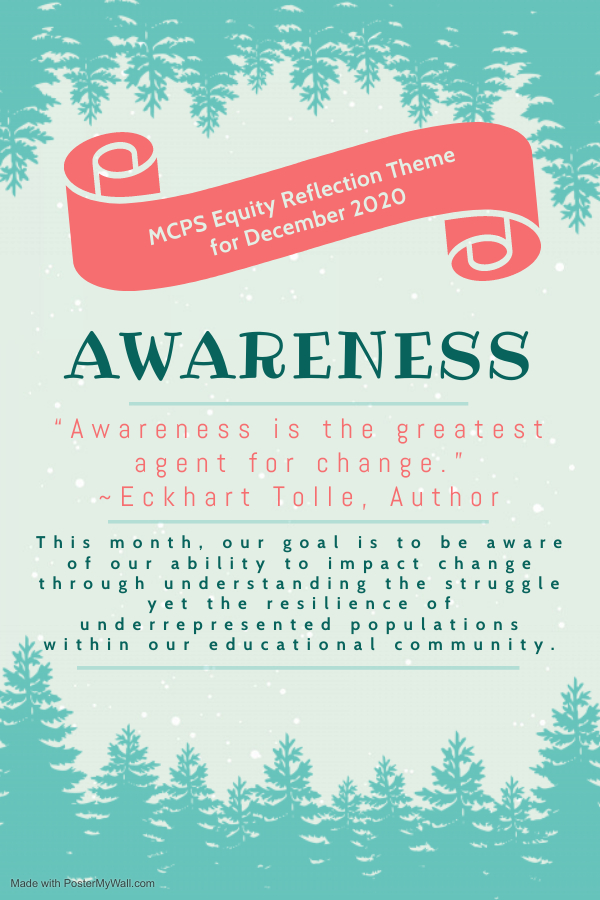 MCPS Equity Reflection Theme
for December 2020
AWARENESS
“Awareness is the greatest
agent for change.”
~Eckhart Tolle, Author
This month, our goal is to be aware
of our ability to impact change
through understanding the struggle
yet the resilience of
underrepresented populations
within our educational community.
Made with PosterMyWall.com